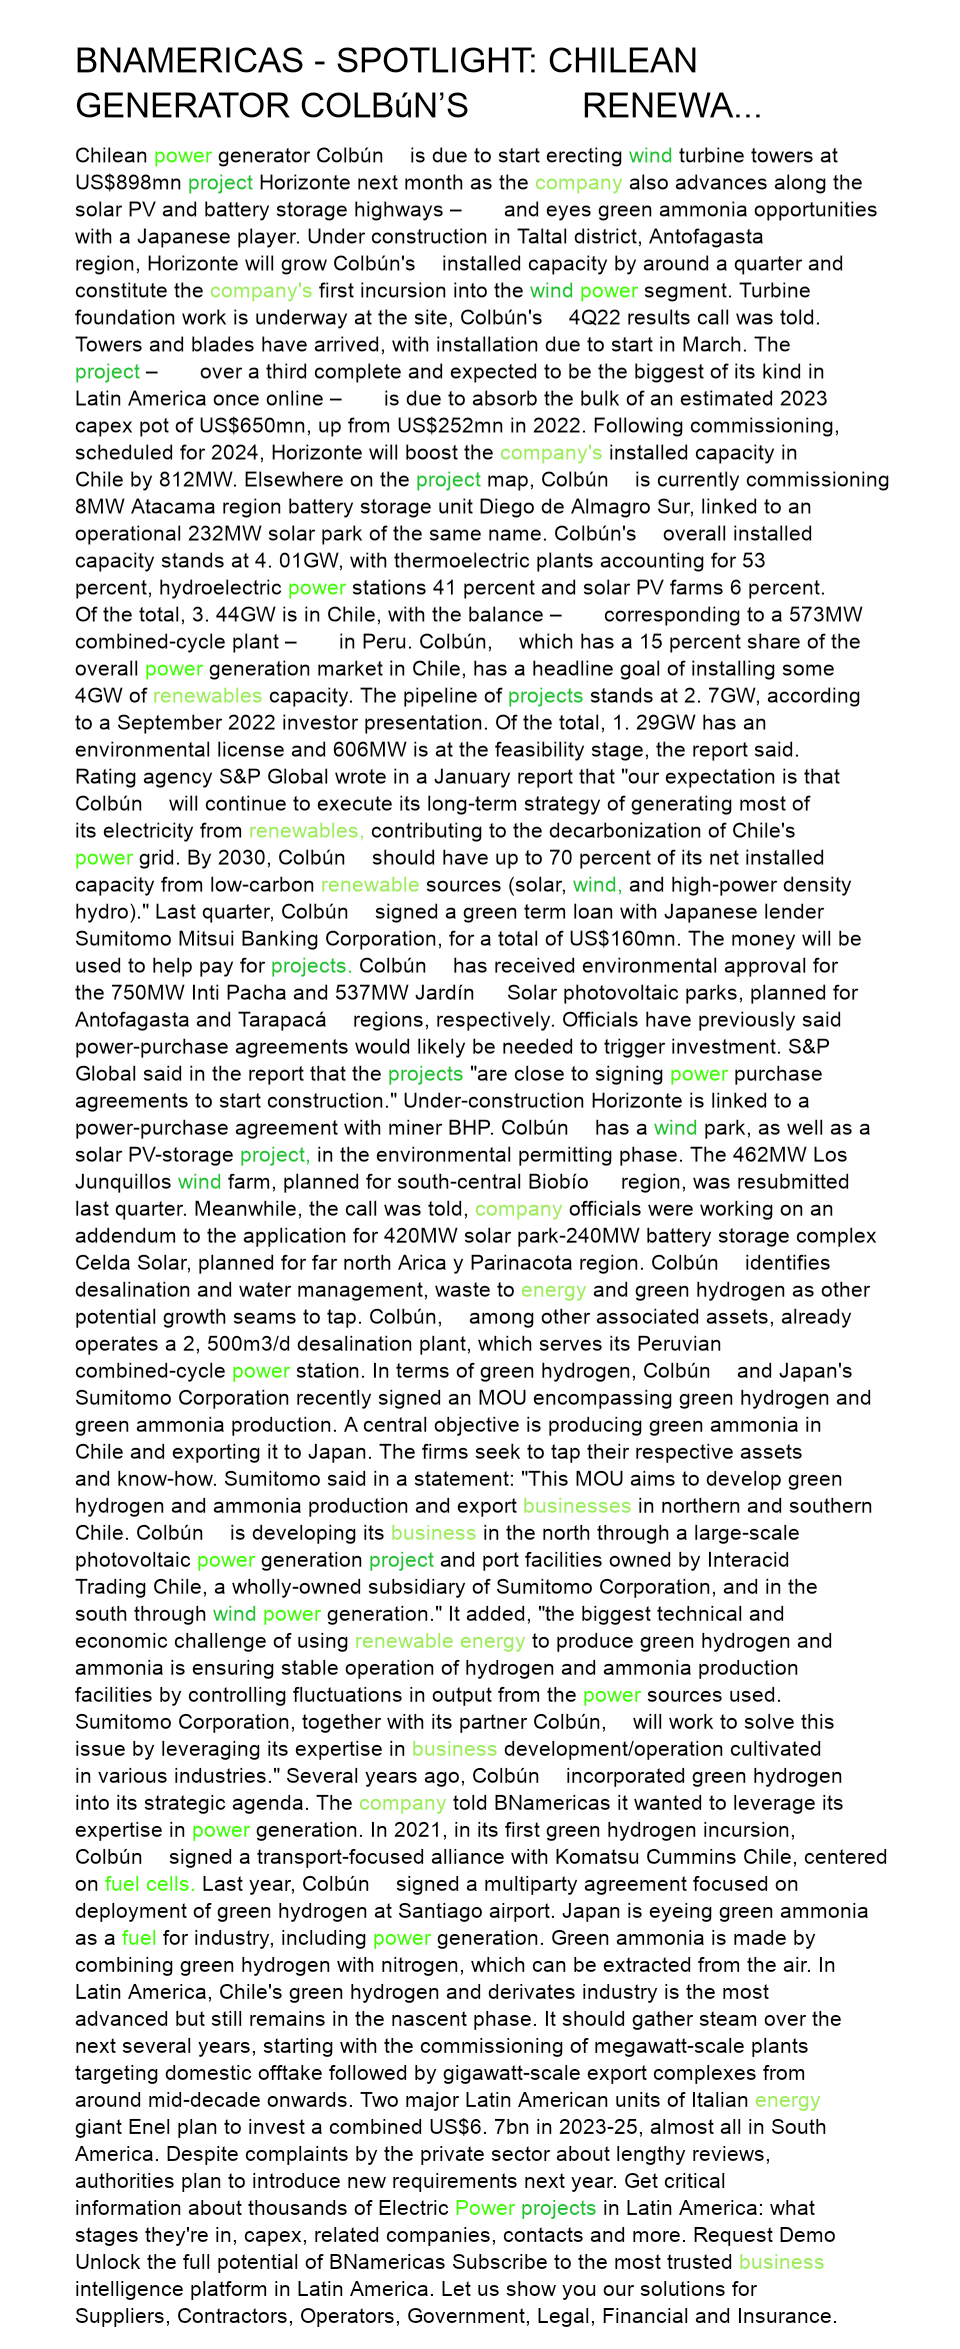 BNAMERICAS - SPOTLIGHT: CHILEAN
GENERATOR COLBúN’S RENEWA...
Chilean power generator Colbún is due to start erecting wind turbine towers at
US$898mn project Horizonte next month as the company also advances along the
solar PV and battery storage highways – and eyes green ammonia opportunities
with a Japanese player. Under construction in Taltal district, Antofagasta
region, Horizonte will grow Colbún's installed capacity by around a quarter and
constitute the company's first incursion into the wind power segment. Turbine
foundation work is underway at the site, Colbún's 4Q22 results call was told.
Towers and blades have arrived, with installation due to start in March. The
project – over a third complete and expected to be the biggest of its kind in
Latin America once online – is due to absorb the bulk of an estimated 2023
capex pot of US$650mn, up from US$252mn in 2022. Following commissioning,
scheduled for 2024, Horizonte will boost the company's installed capacity in
Chile by 812MW. Elsewhere on the project map, Colbún is currently commissioning
8MW Atacama region battery storage unit Diego de Almagro Sur, linked to an
operational 232MW solar park of the same name. Colbún's overall installed
capacity stands at 4. 01GW, with thermoelectric plants accounting for 53
percent, hydroelectric power stations 41 percent and solar PV farms 6 percent.
Of the total, 3. 44GW is in Chile, with the balance – corresponding to a 573MW
combined-cycle plant – in Peru. Colbún, which has a 15 percent share of the
overall power generation market in Chile, has a headline goal of installing some
4GW of renewables capacity. The pipeline of projects stands at 2. 7GW, according
to a September 2022 investor presentation. Of the total, 1. 29GW has an
environmental license and 606MW is at the feasibility stage, the report said.
Rating agency S&P Global wrote in a January report that "our expectation is that
Colbún will continue to execute its long-term strategy of generating most of
its electricity from renewables, contributing to the decarbonization of Chile's
power grid. By 2030, Colbún should have up to 70 percent of its net installed
capacity from low-carbon renewable sources (solar, wind, and high-power density
hydro)." Last quarter, Colbún signed a green term loan with Japanese lender
Sumitomo Mitsui Banking Corporation, for a total of US$160mn. The money will be
used to help pay for projects. Colbún has received environmental approval for
the 750MW Inti Pacha and 537MW Jardín Solar photovoltaic parks, planned for
Antofagasta and Tarapacá regions, respectively. Officials have previously said
power-purchase agreements would likely be needed to trigger investment. S&P
Global said in the report that the projects "are close to signing power purchase
agreements to start construction." Under-construction Horizonte is linked to a
power-purchase agreement with miner BHP. Colbún has a wind park, as well as a
solar PV-storage project, in the environmental permitting phase. The 462MW Los
Junquillos wind farm, planned for south-central Biobío region, was resubmitted
last quarter. Meanwhile, the call was told, company officials were working on an
addendum to the application for 420MW solar park-240MW battery storage complex
Celda Solar, planned for far north Arica y Parinacota region. Colbún identifies
desalination and water management, waste to energy and green hydrogen as other
potential growth seams to tap. Colbún, among other associated assets, already
operates a 2, 500m3/d desalination plant, which serves its Peruvian
combined-cycle power station. In terms of green hydrogen, Colbún and Japan's
Sumitomo Corporation recently signed an MOU encompassing green hydrogen and
green ammonia production. A central objective is producing green ammonia in
Chile and exporting it to Japan. The firms seek to tap their respective assets
and know-how. Sumitomo said in a statement: "This MOU aims to develop green
hydrogen and ammonia production and export businesses in northern and southern
Chile. Colbún is developing its business in the north through a large-scale
photovoltaic power generation project and port facilities owned by Interacid
Trading Chile, a wholly-owned subsidiary of Sumitomo Corporation, and in the
south through wind power generation." It added, "the biggest technical and
economic challenge of using renewable energy to produce green hydrogen and
ammonia is ensuring stable operation of hydrogen and ammonia production
facilities by controlling fluctuations in output from the power sources used.
Sumitomo Corporation, together with its partner Colbún, will work to solve this
issue by leveraging its expertise in business development/operation cultivated
in various industries." Several years ago, Colbún incorporated green hydrogen
into its strategic agenda. The company told BNamericas it wanted to leverage its
expertise in power generation. In 2021, in its first green hydrogen incursion,
Colbún signed a transport-focused alliance with Komatsu Cummins Chile, centered
on fuel cells. Last year, Colbún signed a multiparty agreement focused on
deployment of green hydrogen at Santiago airport. Japan is eyeing green ammonia
as a fuel for industry, including power generation. Green ammonia is made by
combining green hydrogen with nitrogen, which can be extracted from the air. In
Latin America, Chile's green hydrogen and derivates industry is the most
advanced but still remains in the nascent phase. It should gather steam over the
next several years, starting with the commissioning of megawatt-scale plants
targeting domestic offtake followed by gigawatt-scale export complexes from
around mid-decade onwards. Two major Latin American units of Italian energy
giant Enel plan to invest a combined US$6. 7bn in 2023-25, almost all in South
America. Despite complaints by the private sector about lengthy reviews,
authorities plan to introduce new requirements next year. Get critical
information about thousands of Electric Power projects in Latin America: what
stages they're in, capex, related companies, contacts and more. Request Demo
Unlock the full potential of BNamericas Subscribe to the most trusted business
intelligence platform in Latin America. Let us show you our solutions for
Suppliers, Contractors, Operators, Government, Legal, Financial and Insurance.